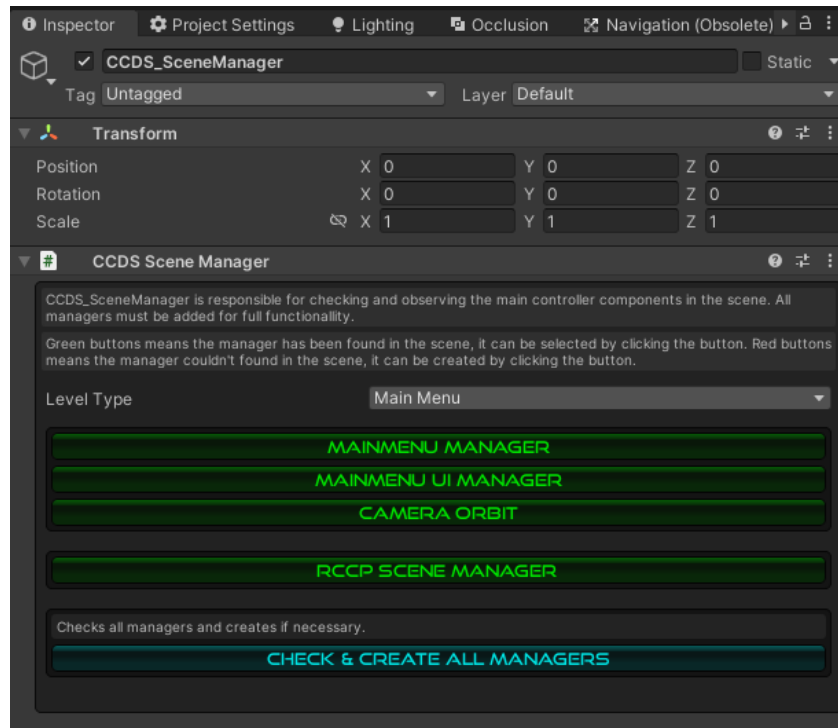 Inspector Project Settings Lighting Occlusion Navigation (Obsolete)
CCDS_SceneManager Static
Tag Untagged Layer Default
Transform
Position X 0 Y 0 Z 0
Rotation X 0 Y 0 Z 0
Scale X 1 Y 1 Z 1
# CCDS Scene Manager
CCDS_SceneManager is responsible for checking and observing the main controller components in the scene. All
managers must be added for full functionallity.
Green buttons means the manager has been found in the scene, it can be selected by clicking the button. Red buttons
means the manager couldn't found in the scene, it can be created by clicking the button.
Level Type Main Menu
MAINMENU MANAGER
MAINMENU UI MANAGER
CAMERA ORBIT
RCCP SCENE MANAGER
Checks all managers and creates if necessary.
CHECK & CREATE ALL MANAGERS